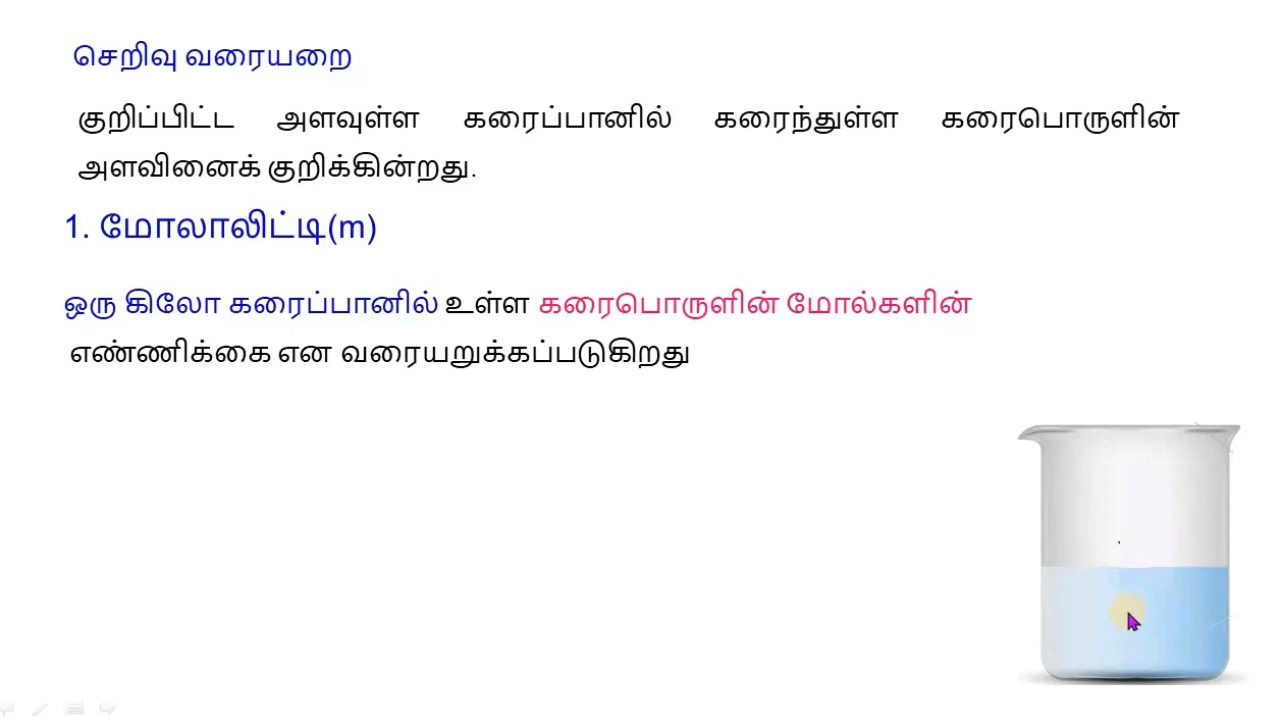 செறிவு வரையறை
குறிப்பிட்ட அளவுள்ள கரைப்பானில் கரைந்துள்ள கரைபொருளின்
அளவினைக் குறிக்கின்றது.
1. மோலாலிட்டி(m)
ஒரு கிலோ கரைப்பானில் உள்ள கரைபொருளின் மோல்களின்
எண்ணிக்கை என வரையறுக்கப்படுகிறது